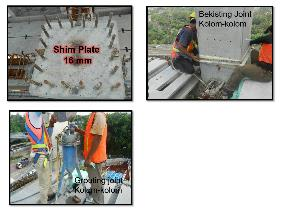 Shim Plate
16 mm
Bekisting Joint
Kolom-kolom
Grouting joint
Kolom-kolom